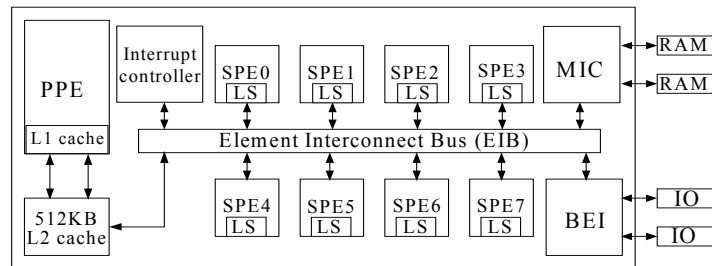 Interrupt
controller
PPE
L1 cache
SPE0
LS
SPE1
LS
SPE2
LS
SPE3
LS
MIC
RAM
RAM
Element Interconnect Bus (EIB)
512KB
L2 cache
SPE4
LS
SPE5
LS
SPE6
LS
SPE7
LS
BEI
IO
IO